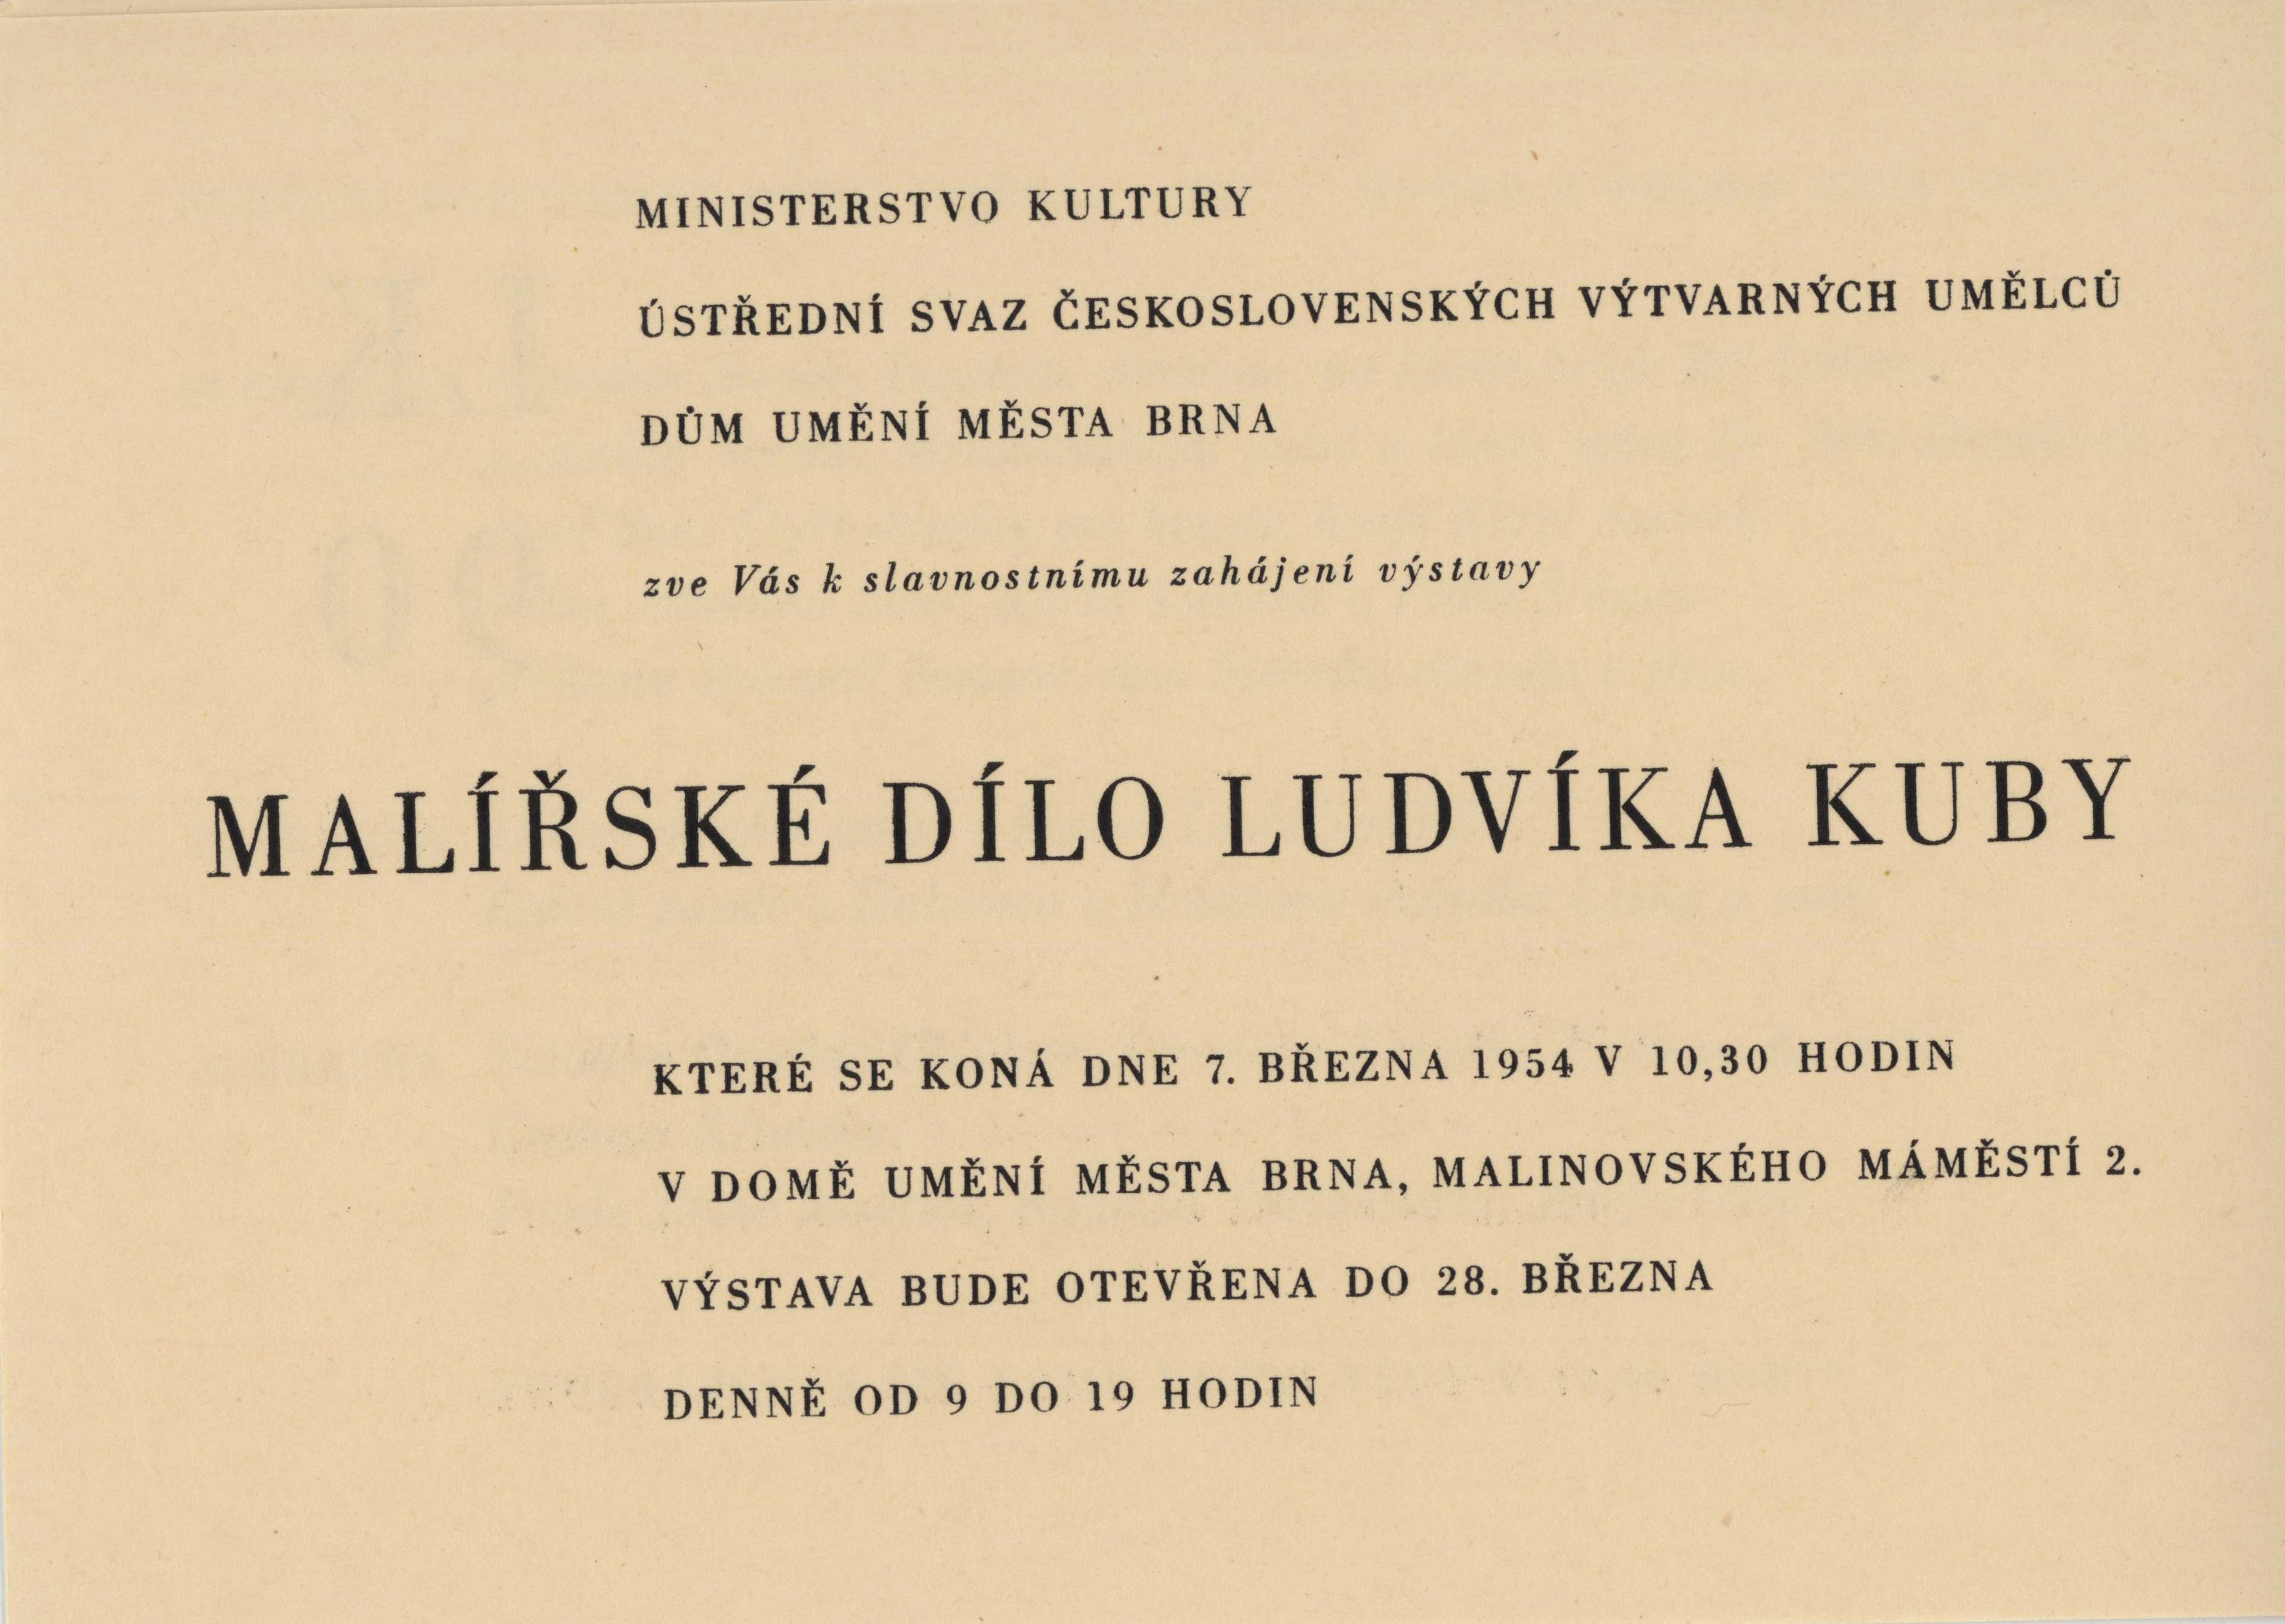 MINISTERSTVO KULTURY
ÚSTŘEDNÍ SVAZ ČESKOSLOVENSKÝCH VÝTVARNÝCH UMĚLCŮ
DŮM UMĚNÍ MĚSTA BRNA
zve Vás k slavnostnímu zahájení výstavy
MALÍŘSKÉ DÍLO LUDVÍKA KUBY
KTERÉ SE KONÁ DNE 7. BŘEZNA 1954 V 10,30 HODIN
V DOMĚ UMĚNÍ MĚSTA BRNA, MALINOVSKÉHO MÁMĚSTÍ 2.
VÝSTAVA BUDE OTEVŘENA DO 28. BŘEZNA
DENNĚ OD 9 DO 19 HODIN